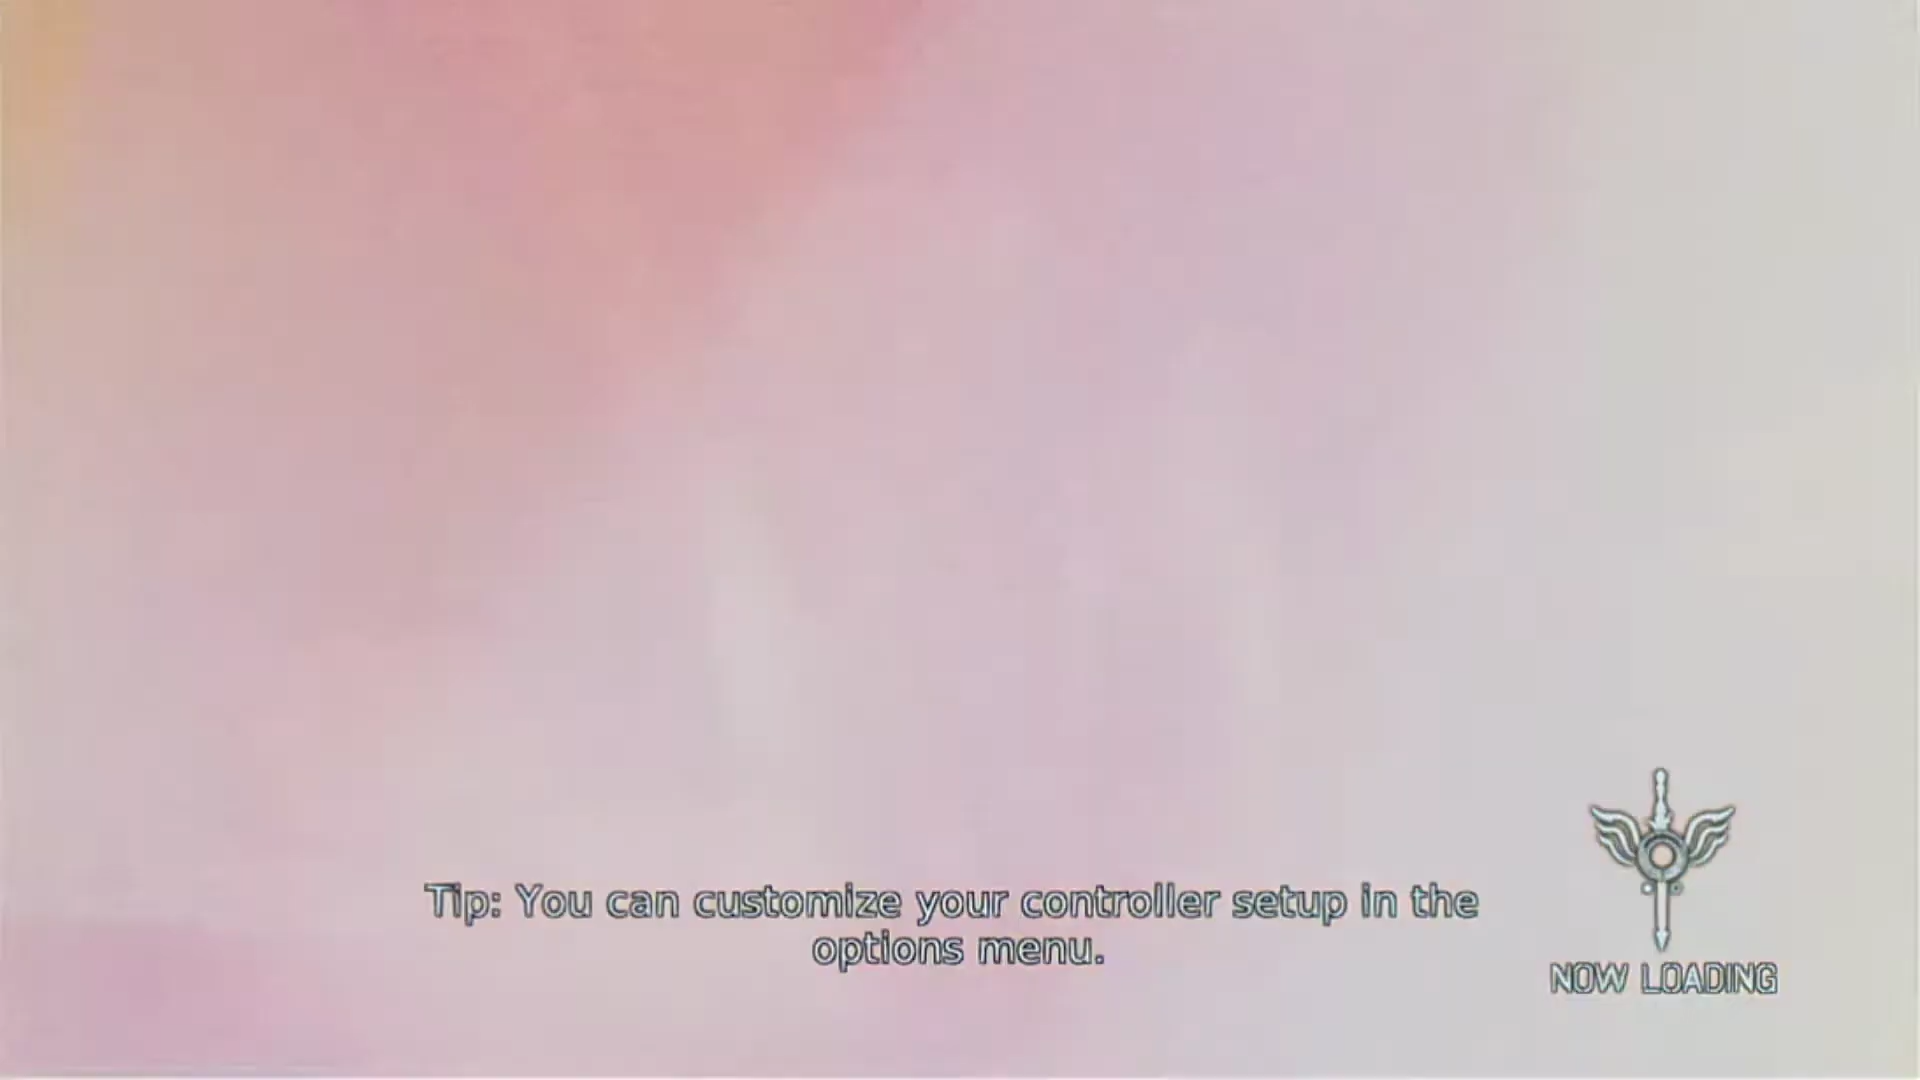 Tip: You can customize your controller setup in the
options menu.
NOW LOADING